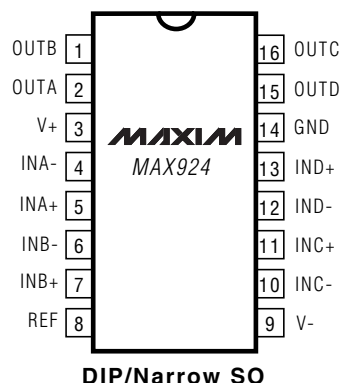 OUTB 1 16 OUTC
OUTA 2 15 OUTD
V+ 3 14 GND
MAXIM
INA- 4 MAX924 13 IND+
INA+ 5 12 IND-
INB- 6 11 INC+
INB+ 7 10 INC-
REF 8 9 V-
DIP/Narrow SO